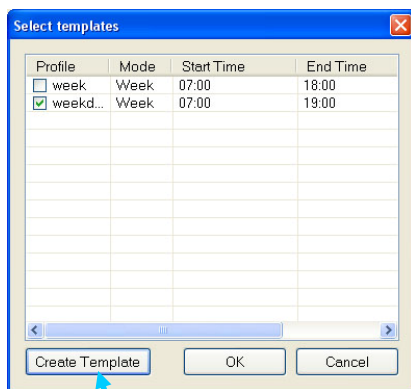 Select templates
Profile Mode Start Time End Time
week Week 07:00 18:00
weekd... Week 07:00 19:00
Create Template OK Cancel